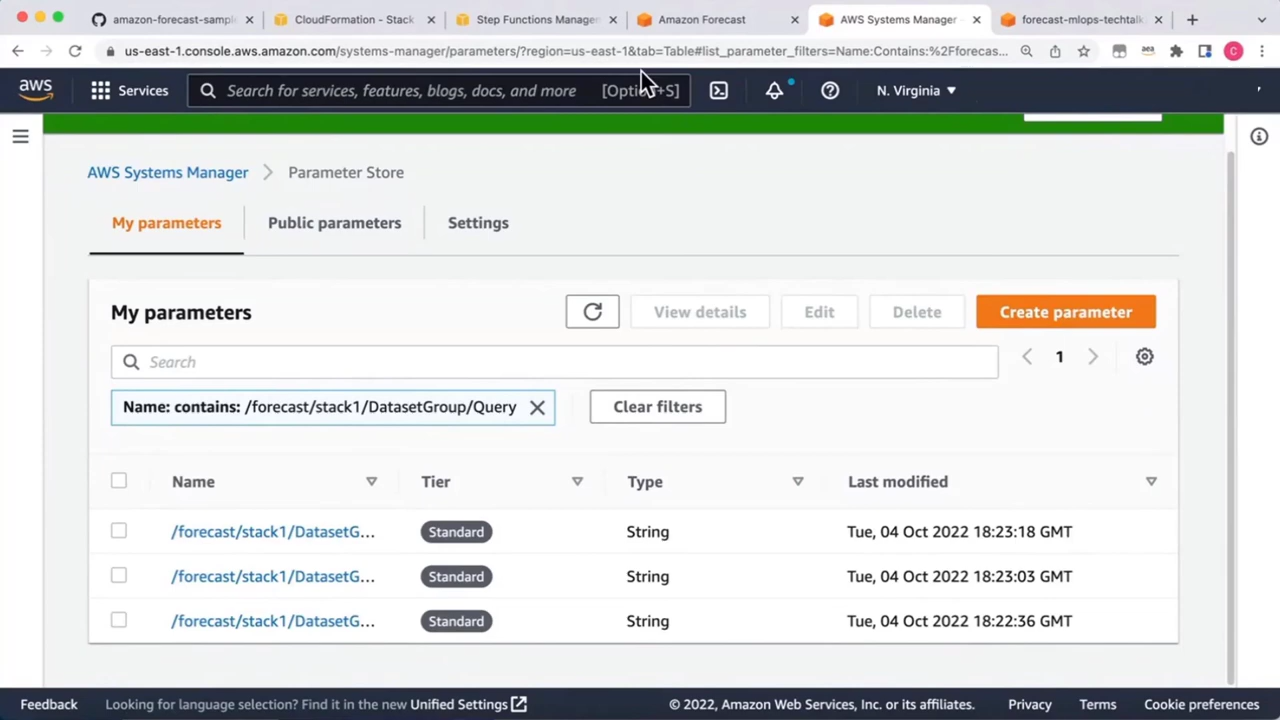 amazon-forecast-sampl
CloudFormation - Stack
Step Functions Manage
Amazon Forecast
AWS Systems Manager -
forecast-mlops-techtalk
us-east-1.console.aws.amazon.com/systems-manager/parameters/?region=us-east-1&tab=Table#list_parameter_filters=Name:Contains:%2Fforecas...
C
aws
Services
Search for services, features, blogs, docs, and more
[Opti +S]
N. Virginia
AWS Systems Manager
Parameter Store
My parameters
Public parameters
Settings
My parameters
View details
Edit
Delete
Create parameter
Search
1
Name: contains: /forecast/stack1/DatasetGroup/Query
Clear filters
Name
Tier
Type
Last modified
/forecast/stack1/DatasetG... Standard String Tue, 04 Oct 2022 18:23:18 GMT
/forecast/stack1/DatasetG... Standard String Tue, 04 Oct 2022 18:23:03 GMT
/forecast/stack1/DatasetG... Standard String Tue, 04 Oct 2022 18:22:36 GMT
Feedback
Looking for language selection? Find it in the new Unified Settings
© 2022, Amazon Web Services, Inc. or its affiliates.
Privacy
Terms
Cookie preferences